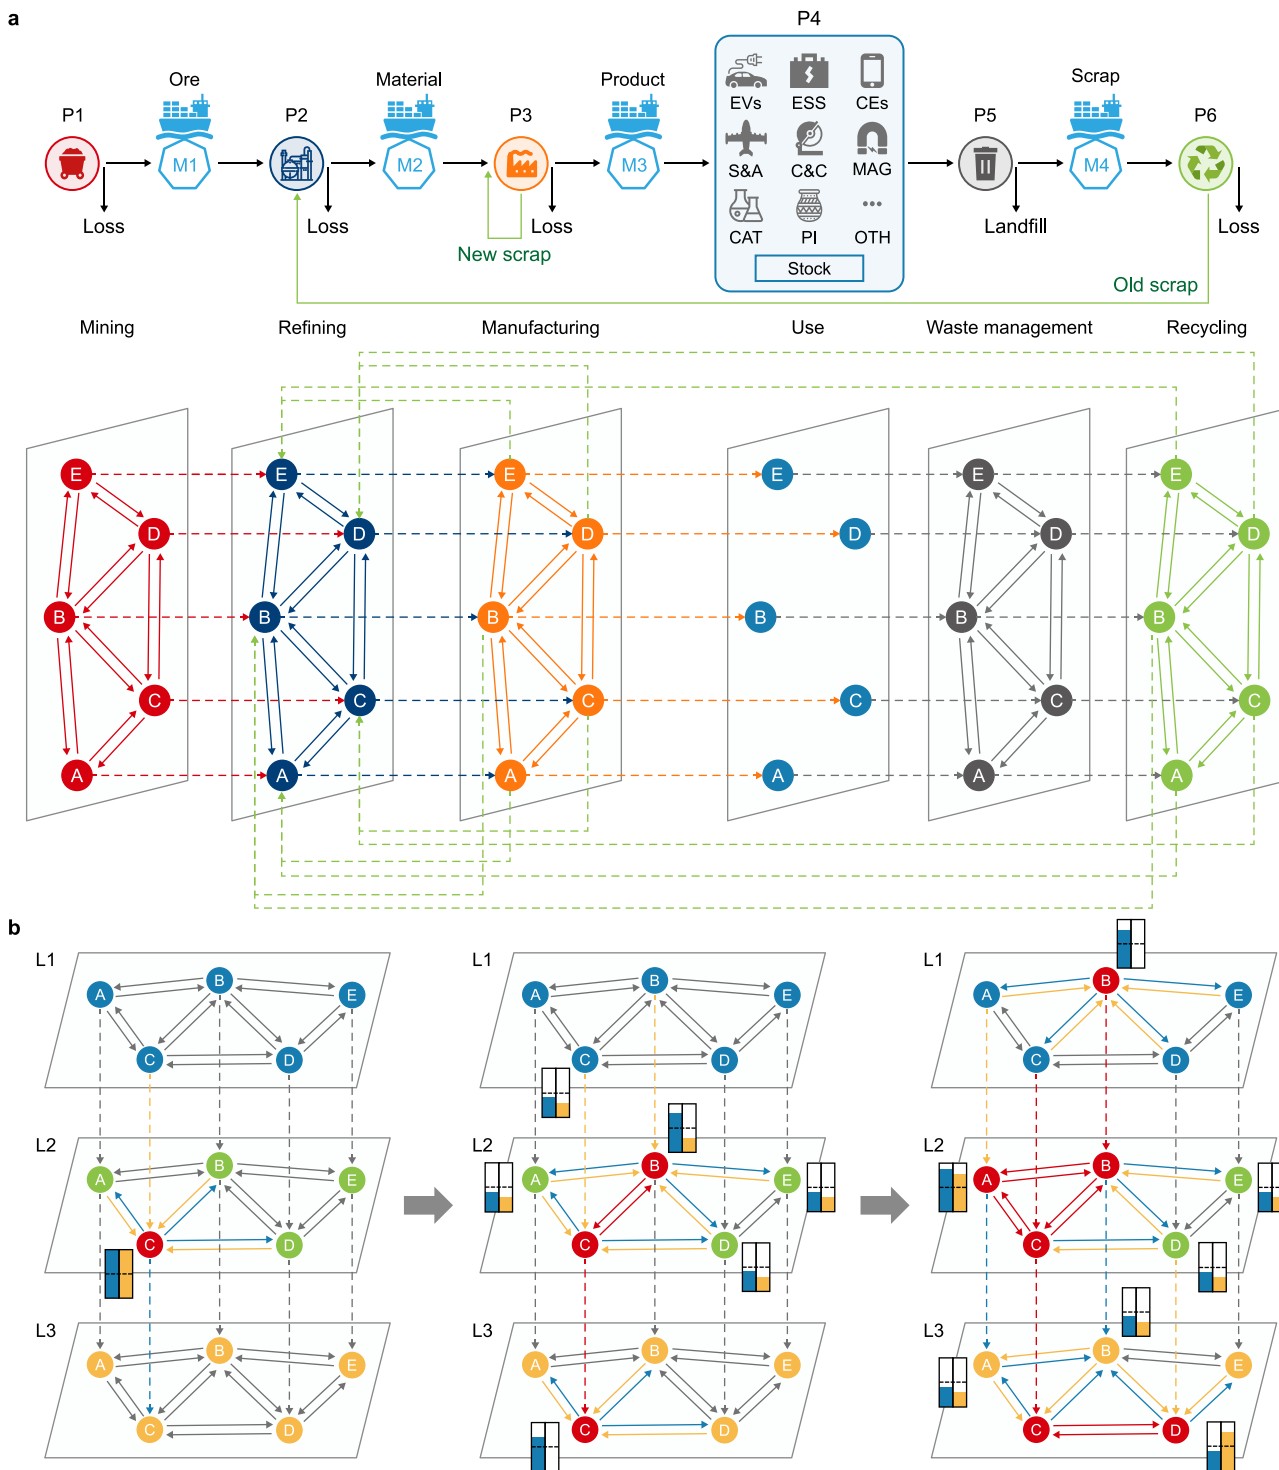 a
P4
Ore
Material
Product
Scrap
P1
P2
P3
P5
P6
EVs
ESS
CEs
M1
M2
M3
M4
S&A
C&C
MAG
Loss
Loss
Loss
Landfill
Loss
CAT
PI
OTH
New scrap
Stock
Old scrap
Mining
Refining
Manufacturing
Use
Waste management
Recycling
E
E
E
E
E
E
D
D
D
D
D
D
B
B
B
B
B
B
C
C
C
C
C
C
A
A
A
A
A
A
b
L1
A
B
E
C
D
L2
A
B
E
C
D
L3
A
B
E
C
D
L1
A
B
E
C
D
L2
A
B
E
C
D
L3
A
B
E
C
D
L1
A
B
E
C
D
L2
A
B
E
C
D
L3
A
B
E
C
D